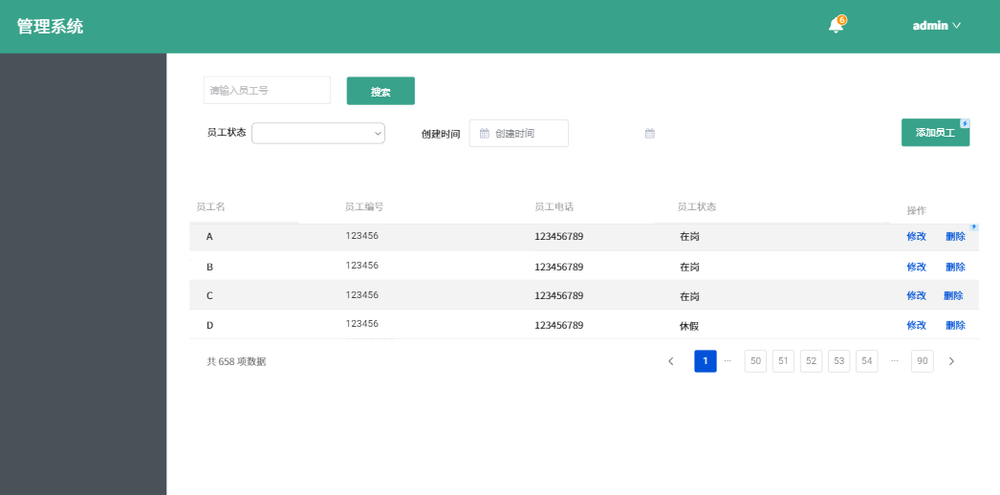 管理系统
6
admin
请输入员工号 搜索
员工状态 创建时间 创建时间 添加员工
员工名 员工编号 员工电话 员工状态 操作
A 123456 123456789 在岗 修改 删除
B 123456 123456789 在岗 修改 删除
C 123456 123456789 在岗 修改 删除
D 123456 123456789 休假 修改 删除
共 658 项数据 1 ··· 50 51 52 53 54 ··· 90